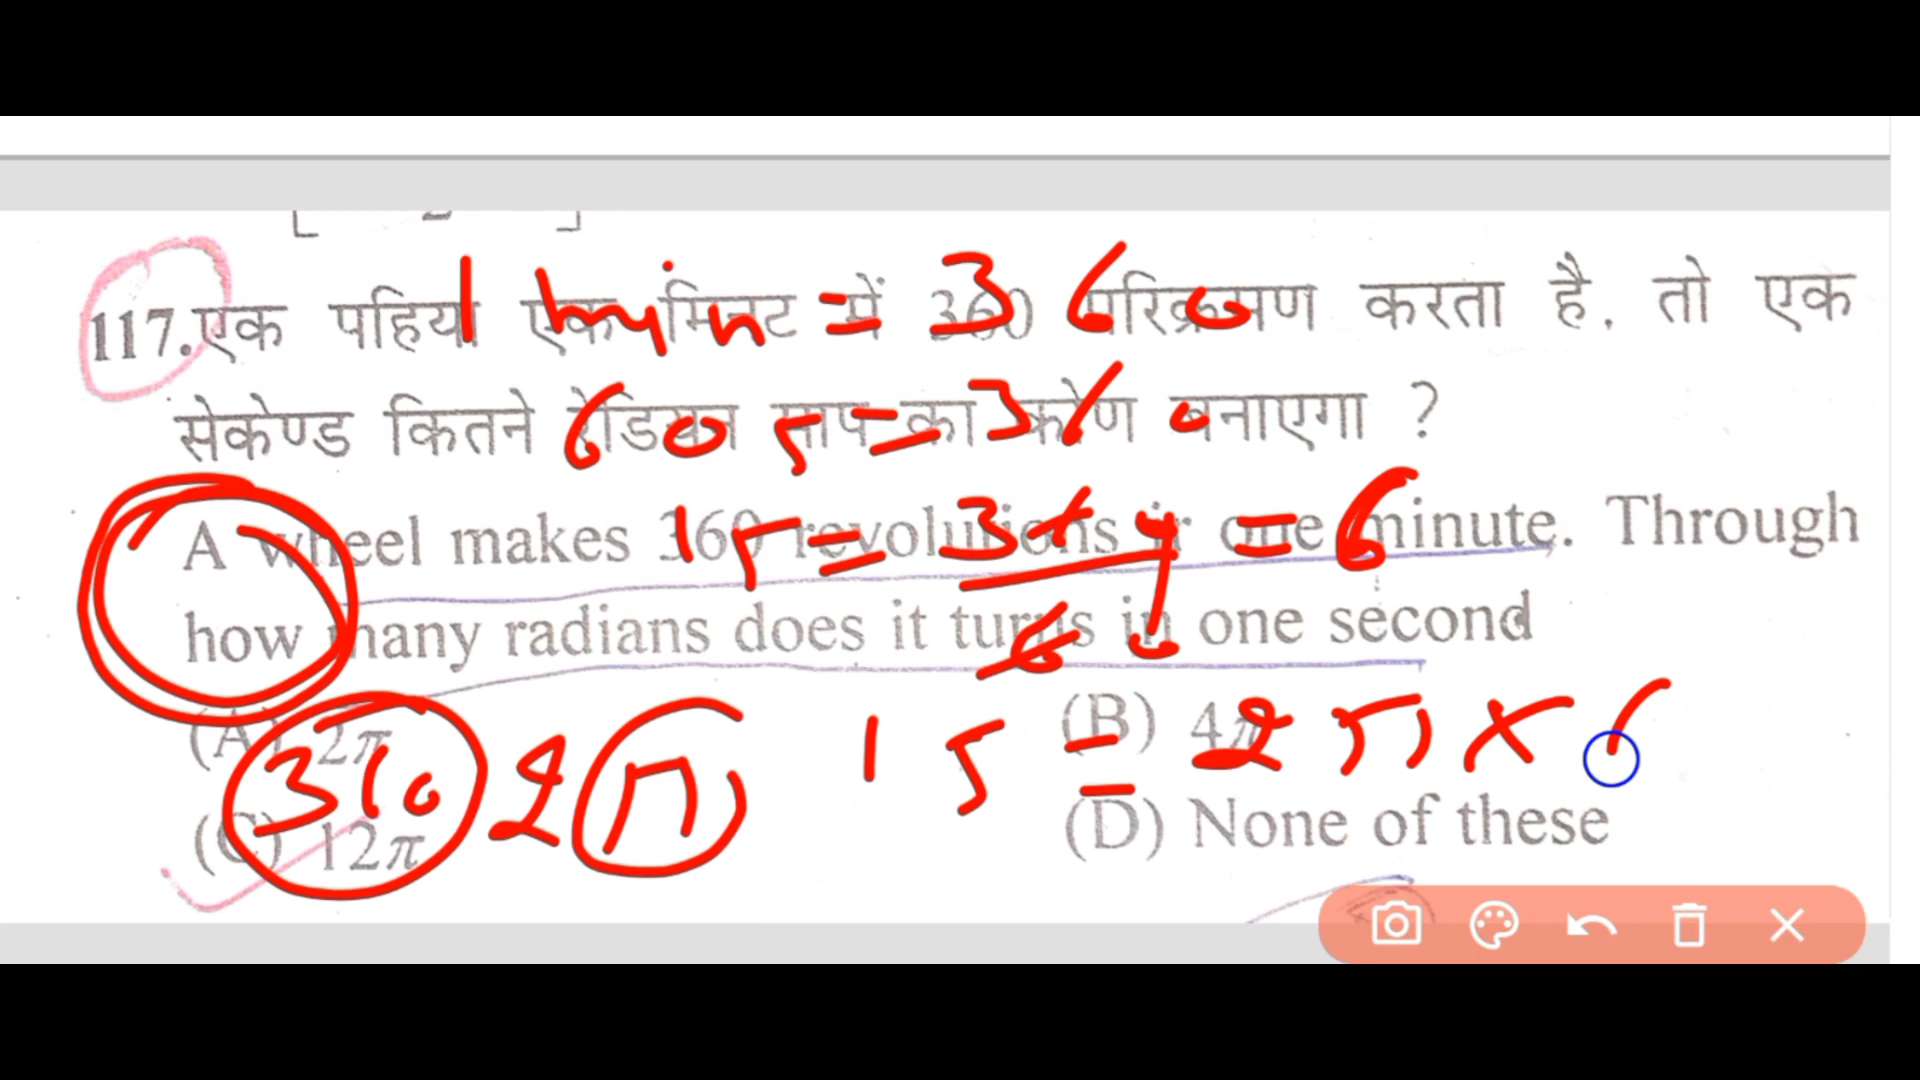 117.एक पहिया एक मिनट में 360 परिक्रमण करता है. तो एक
सेकेण्ड कितने रेडियन माप का कोण बनाएगा ?
A wheel makes 360 revolutions in one minute. Through
how many radians does it turns in one second
(A) 2π (B) 4π
(C) 12π (D) None of these
1 min = 360
60 s = 360
1 s = 360 = 6
60
360 2π 1 s = 2π × 6